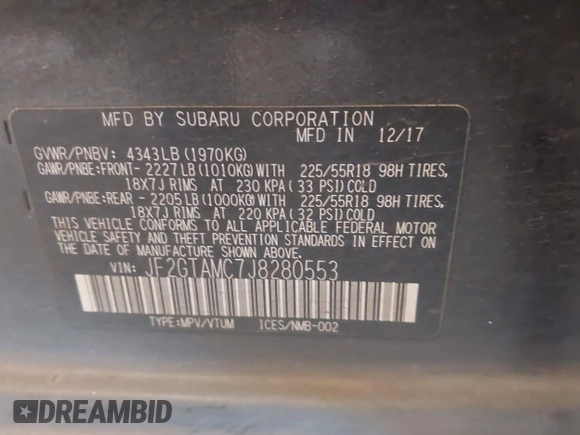 MFD BY SUBARU CORPORATION
MFD IN 12/17
GVWR/PNBV: 4343LB(1970KG)
GAWR/PNBE:FRONT- 2227LB(1010KG)WITH 225/55R18 98H TIRES,
18X7J RIMS AT 230 KPA(33 PSI)COLD
GAWR/PNBE:REAR - 2205LB(1000KG)WITH 225/55R18 98H TIRES,
18X7J RIMS AT 220 KPA(32 PSI)COLD
THIS VEHICLE CONFORMS TO ALL APPLICABLE FEDERAL MOTOR
VEHICLE SAFETY AND THEFT PREVENTION STANDARDS IN EFFECT
ON THE DATE OF MANUFACTURE SHOWN ABOVE.
VIN: JF2GTAMC7J8280553
TYPE:MPV/VTUM ICES/NMB-002
DREAMBID